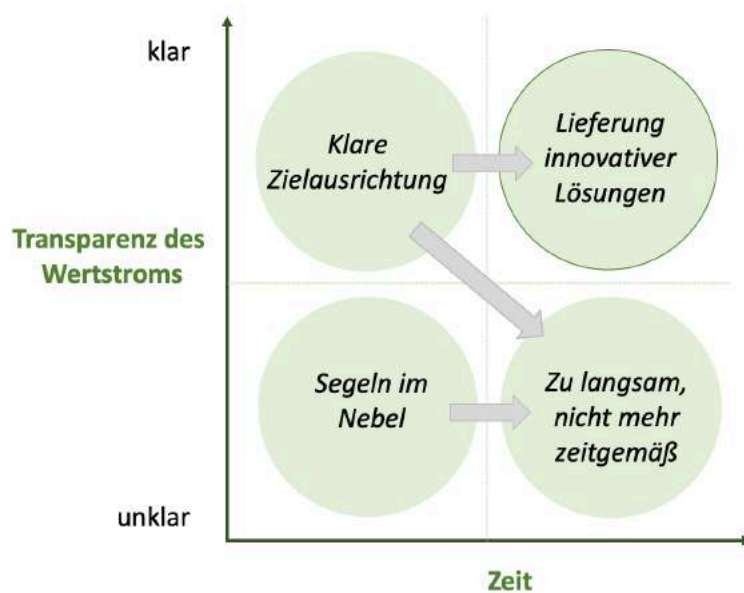 klar
Klare
Zielausrichtung
Lieferung
innovativer
Lösungen
Transparenz des
Wertstroms
Segeln im
Nebel
Zu langsam,
nicht mehr
zeitgemäß
unklar
Zeit